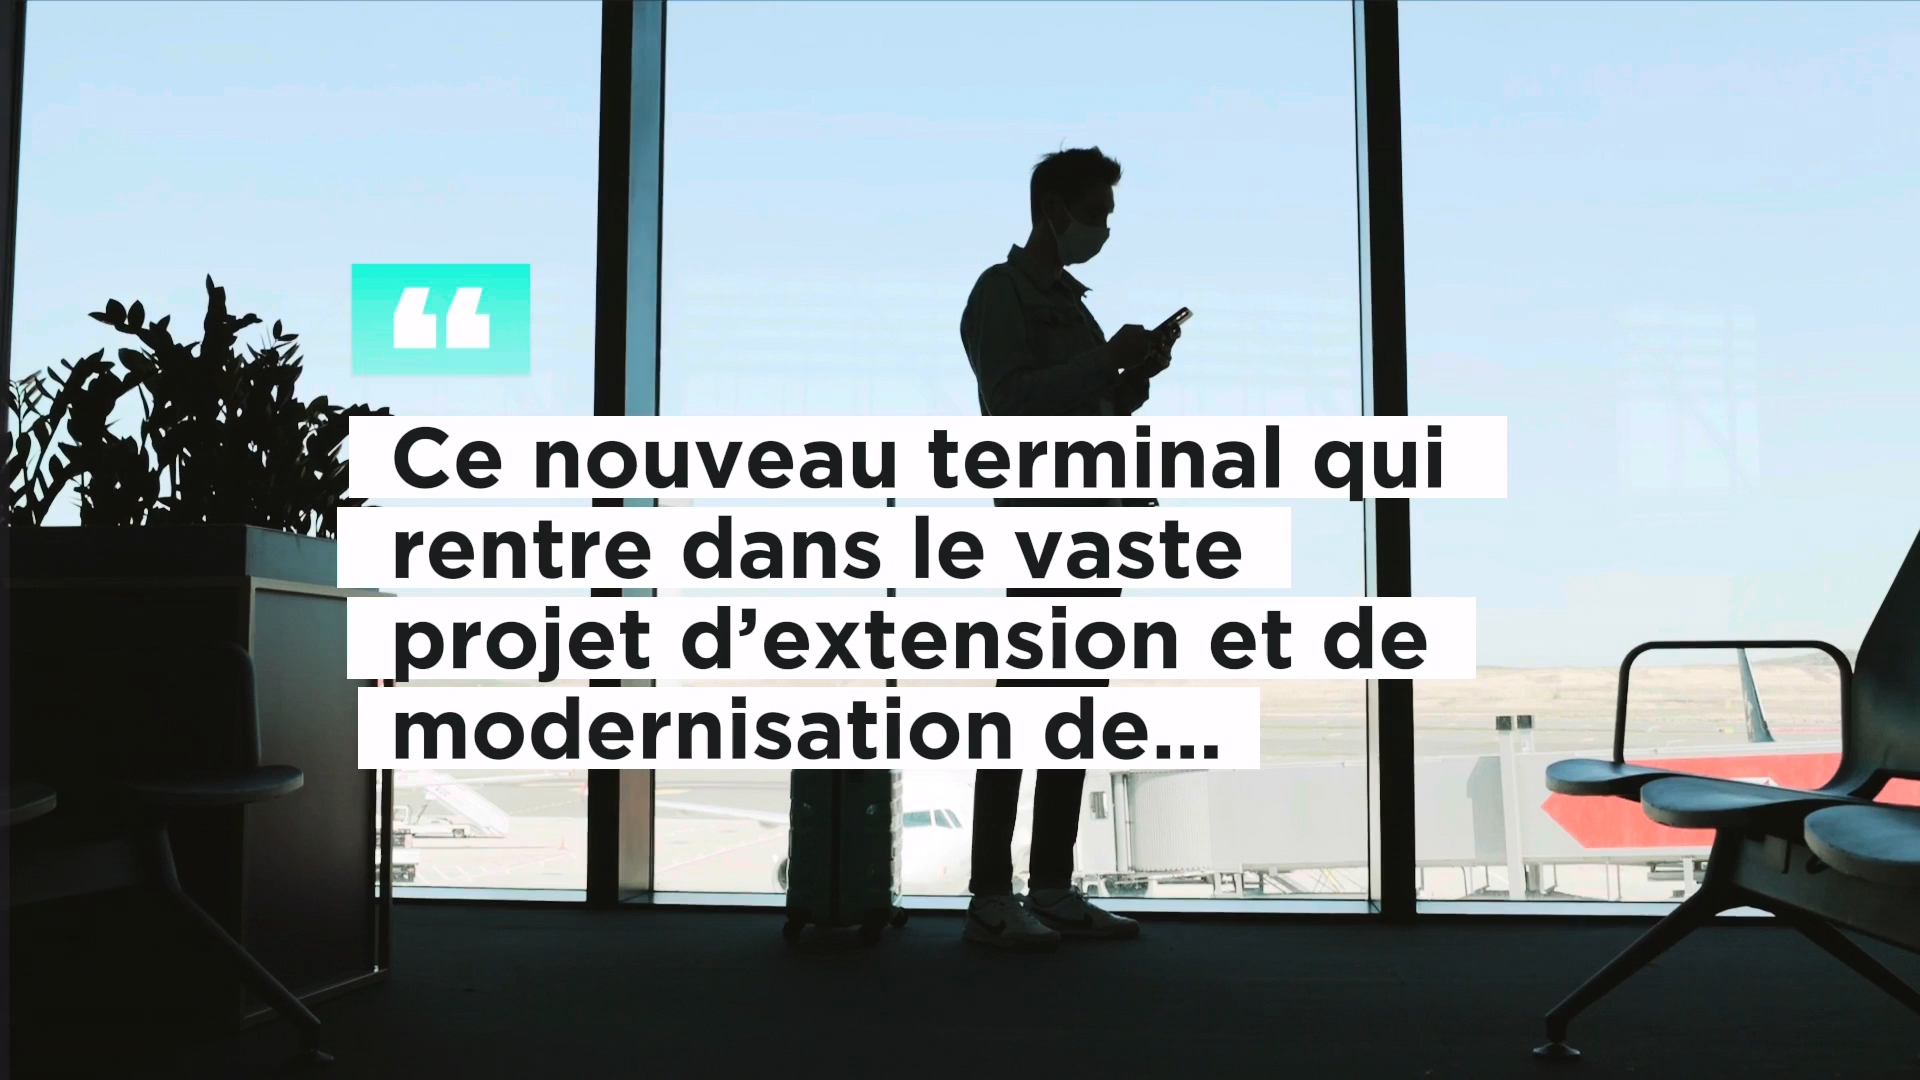 “
Ce nouveau terminal qui
rentre dans le vaste
projet d’extension et de
modernisation de...